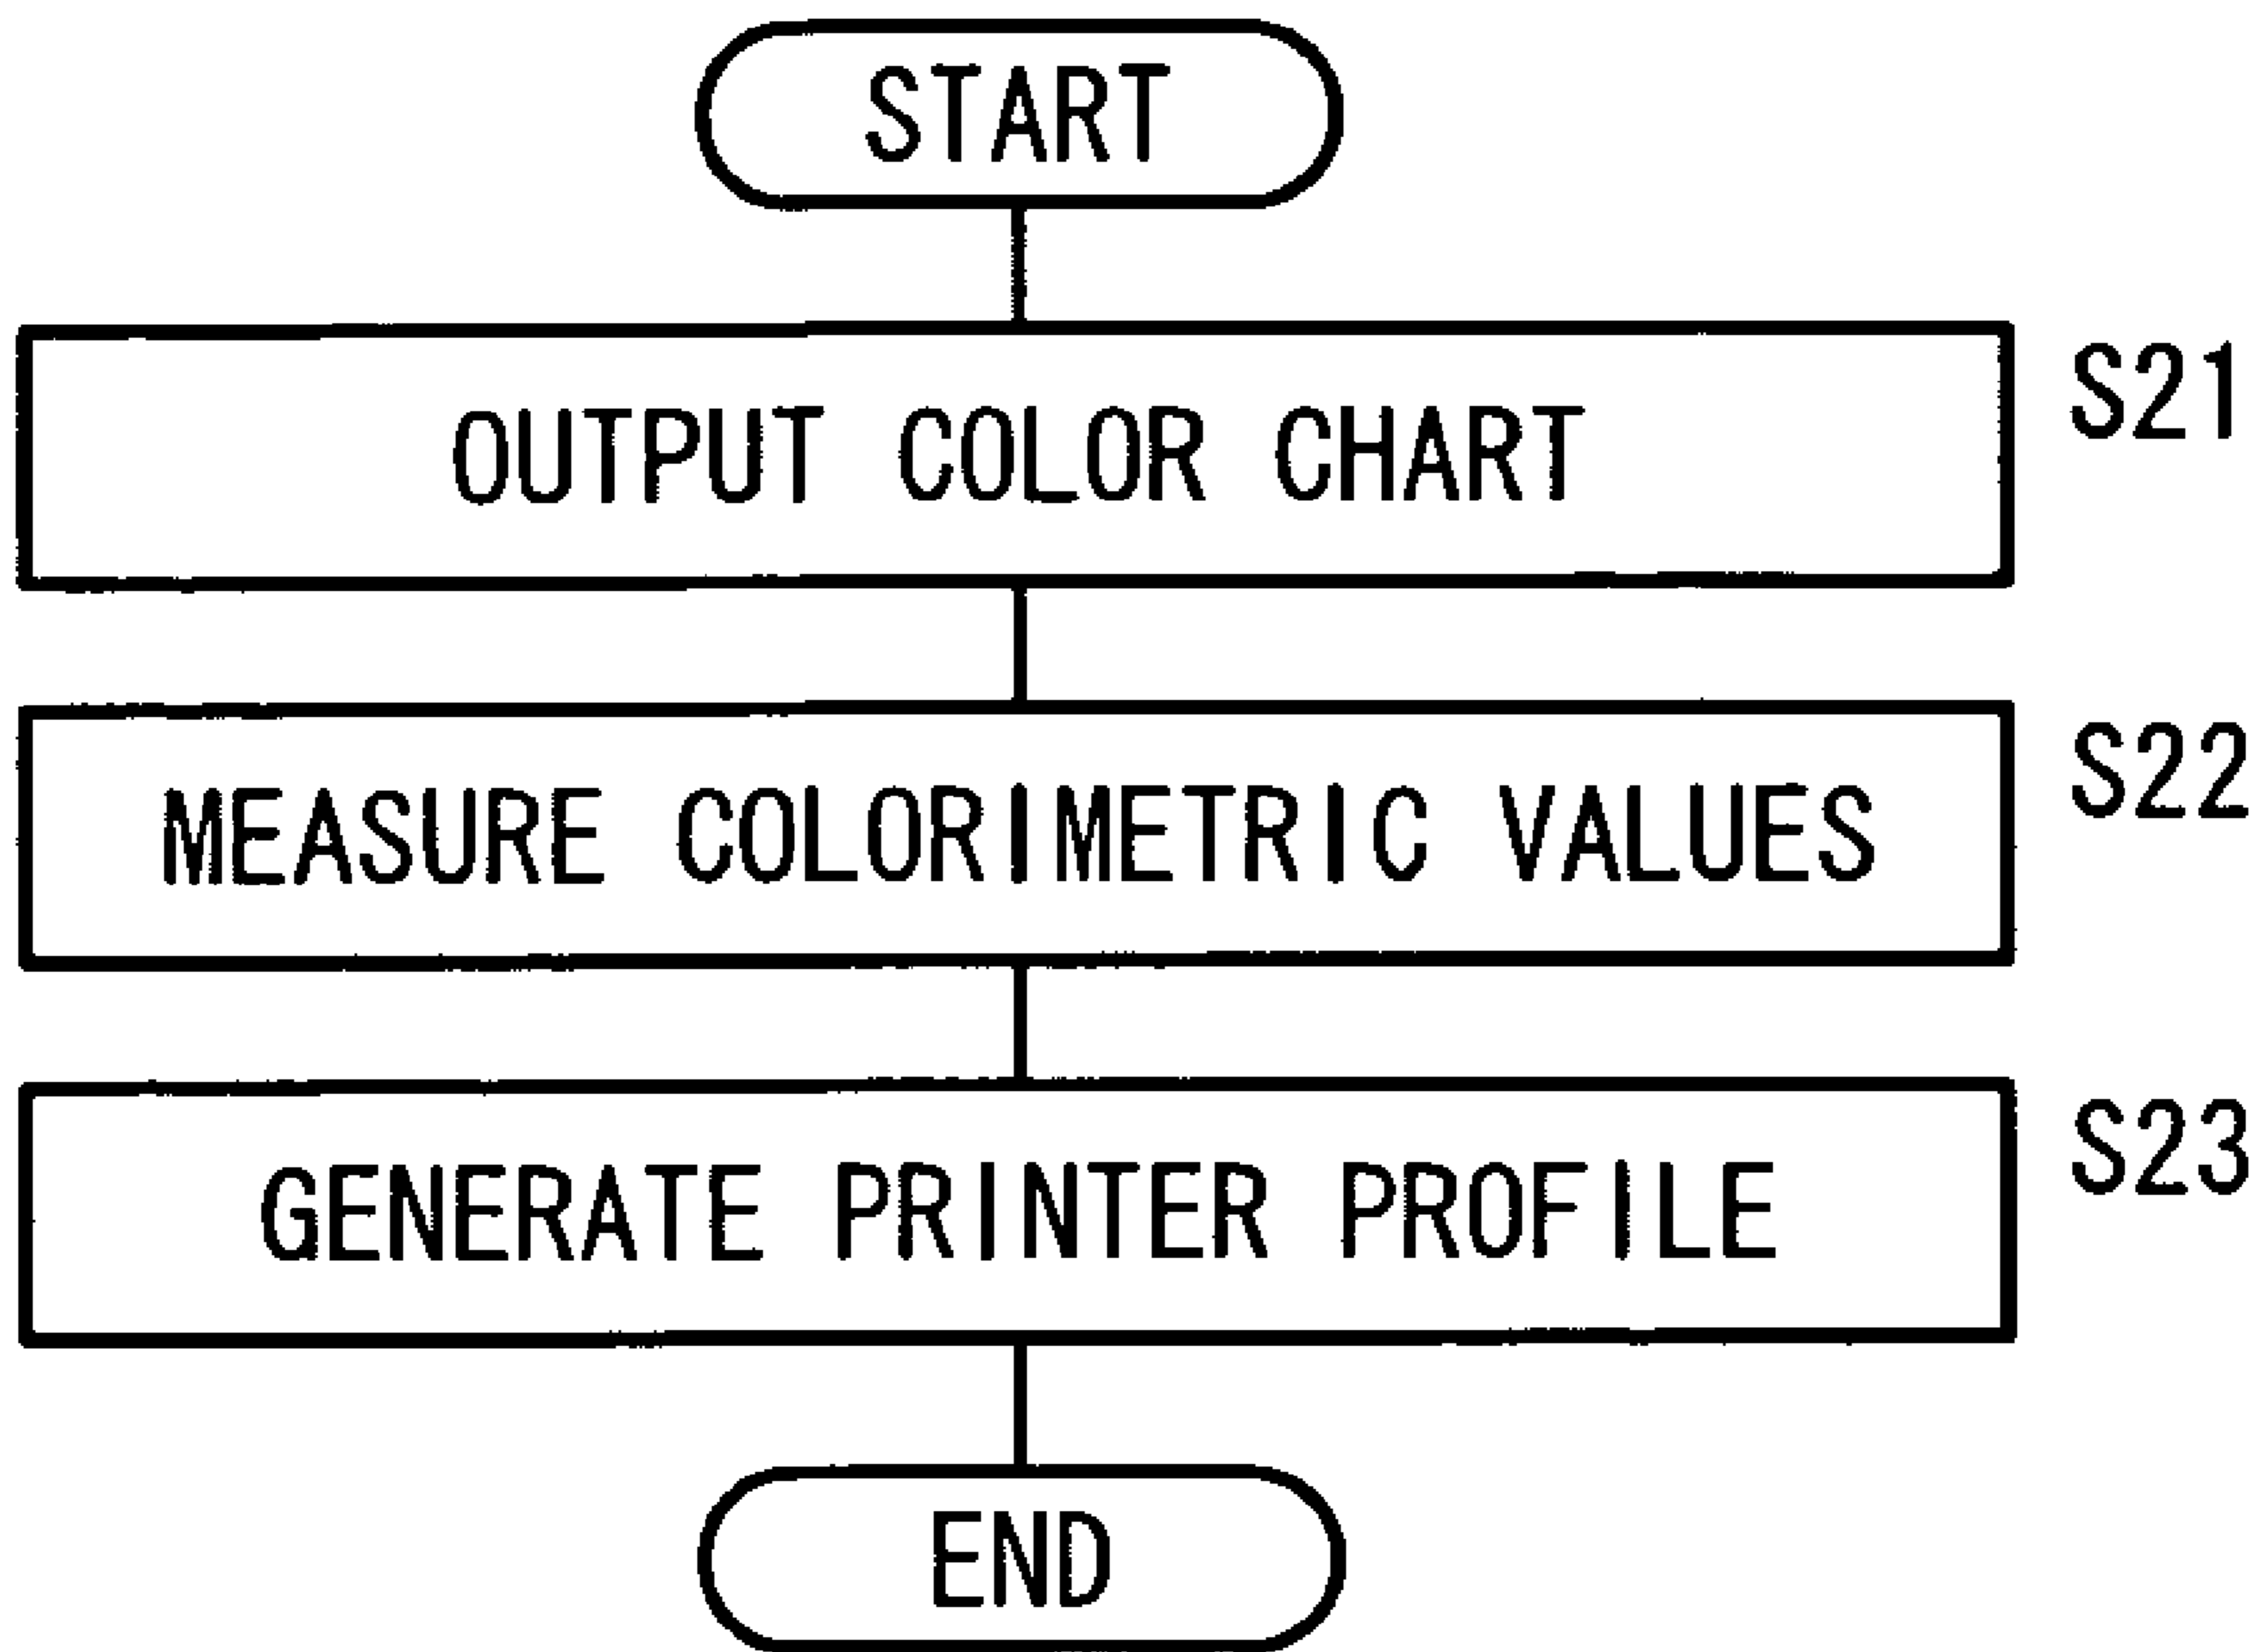 START
OUTPUT COLOR CHART
S21
MEASURE COLORIMETRIC VALUES
S22
GENERATE PRINTER PROFILE
S23
END